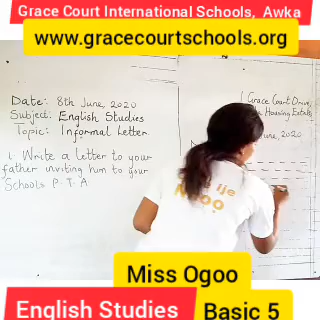 Grace Court International Schools, Awka
www.gracecourtschools.org
Date: 8th June, 2020
Subject: English Studies
Topic: Informal Letter.
1. Write a letter to your
father inviting him to your
Schools P. T. A
1 Grace Court Drive,
Housing Estate
June, 2020
ije
Miss Ogoo
English Studies
Basic 5